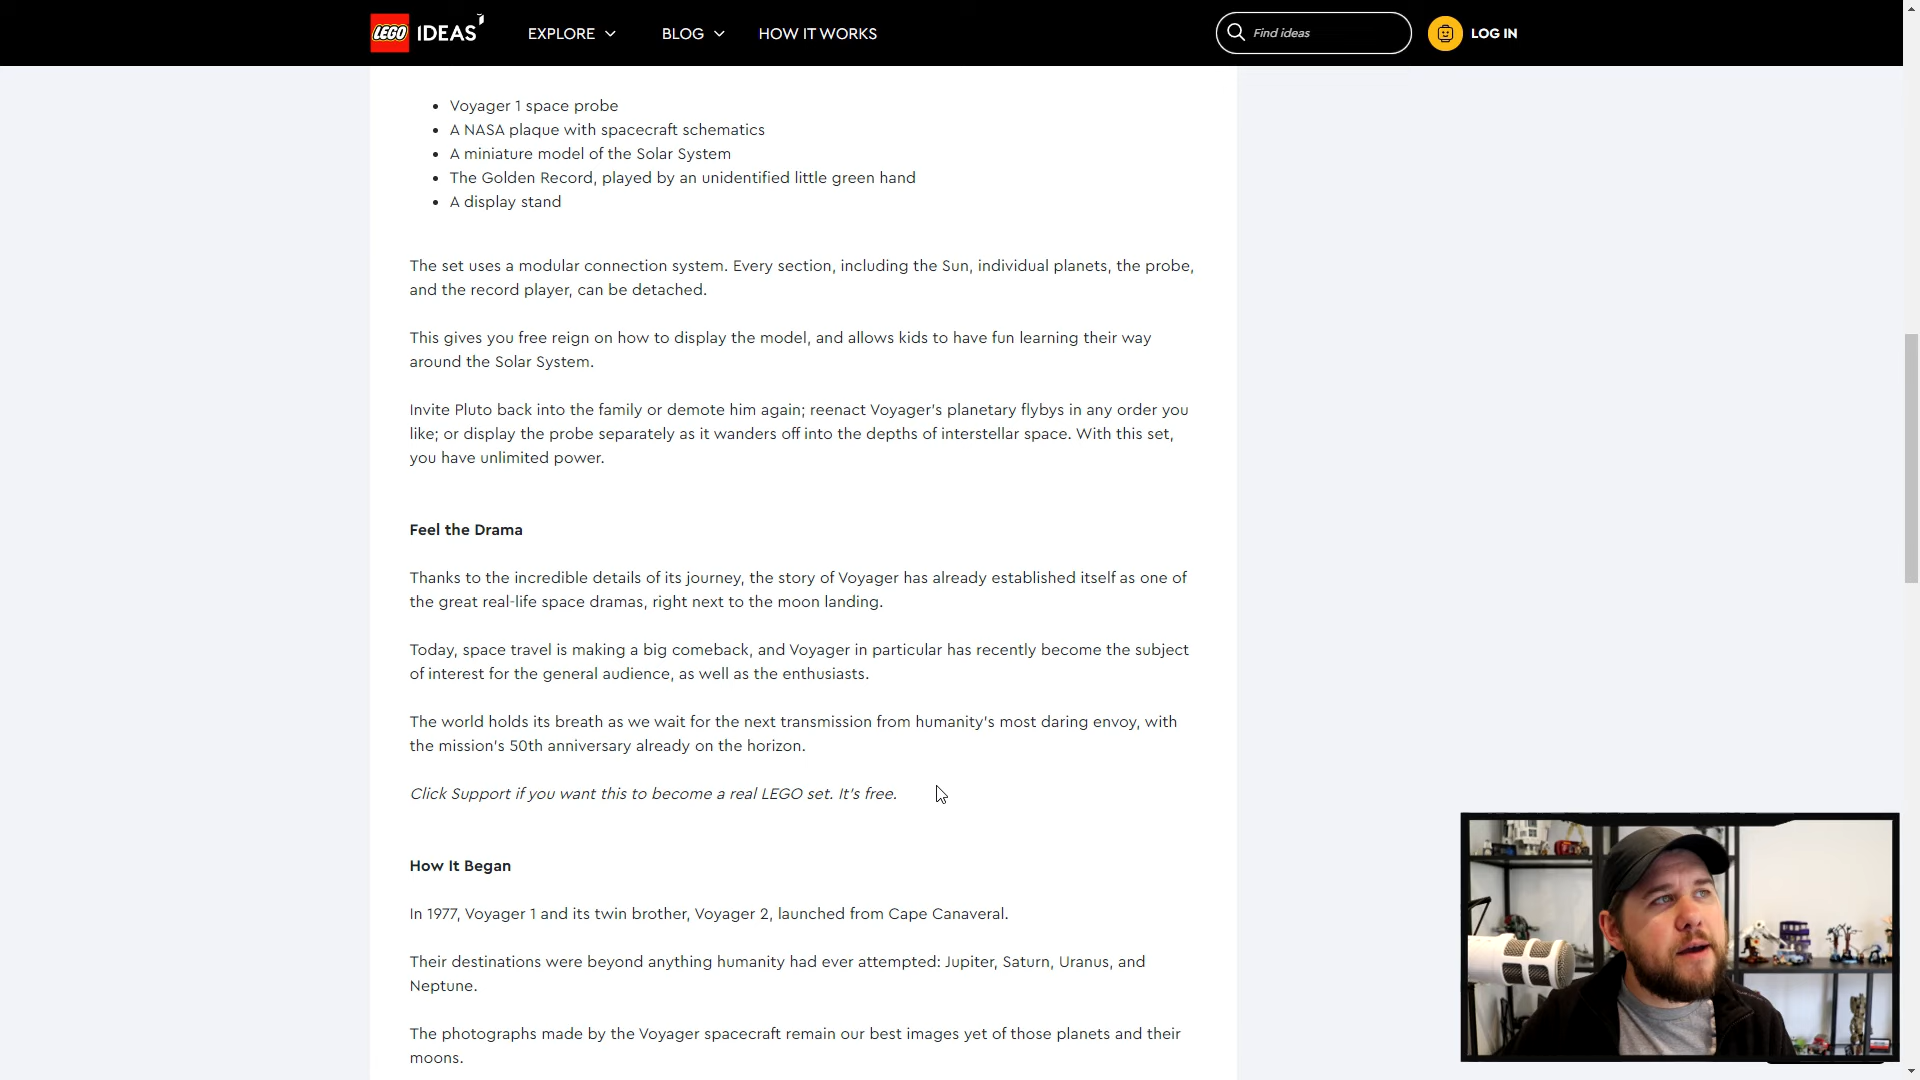 LEGO IDEAS EXPLORE BLOG HOW IT WORKS Find ideas LOG IN
• Voyager 1 space probe
• A NASA plaque with spacecraft schematics
• A miniature model of the Solar System
• The Golden Record, played by an unidentified little green hand
• A display stand
The set uses a modular connection system. Every section, including the Sun, individual planets, the probe,
and the record player, can be detached.
This gives you free reign on how to display the model, and allows kids to have fun learning their way
around the Solar System.
Invite Pluto back into the family or demote him again; reenact Voyager's planetary flybys in any order you
like; or display the probe separately as it wanders off into the depths of interstellar space. With this set,
you have unlimited power.
Feel the Drama
Thanks to the incredible details of its journey, the story of Voyager has already established itself as one of
the great real-life space dramas, right next to the moon landing.
Today, space travel is making a big comeback, and Voyager in particular has recently become the subject
of interest for the general audience, as well as the enthusiasts.
The world holds its breath as we wait for the next transmission from humanity's most daring envoy, with
the mission's 50th anniversary already on the horizon.
Click Support if you want this to become a real LEGO set. It's free.
How It Began
In 1977, Voyager 1 and its twin brother, Voyager 2, launched from Cape Canaveral.
Their destinations were beyond anything humanity had ever attempted: Jupiter, Saturn, Uranus, and
Neptune.
The photographs made by the Voyager spacecraft remain our best images yet of those planets and their
moons.